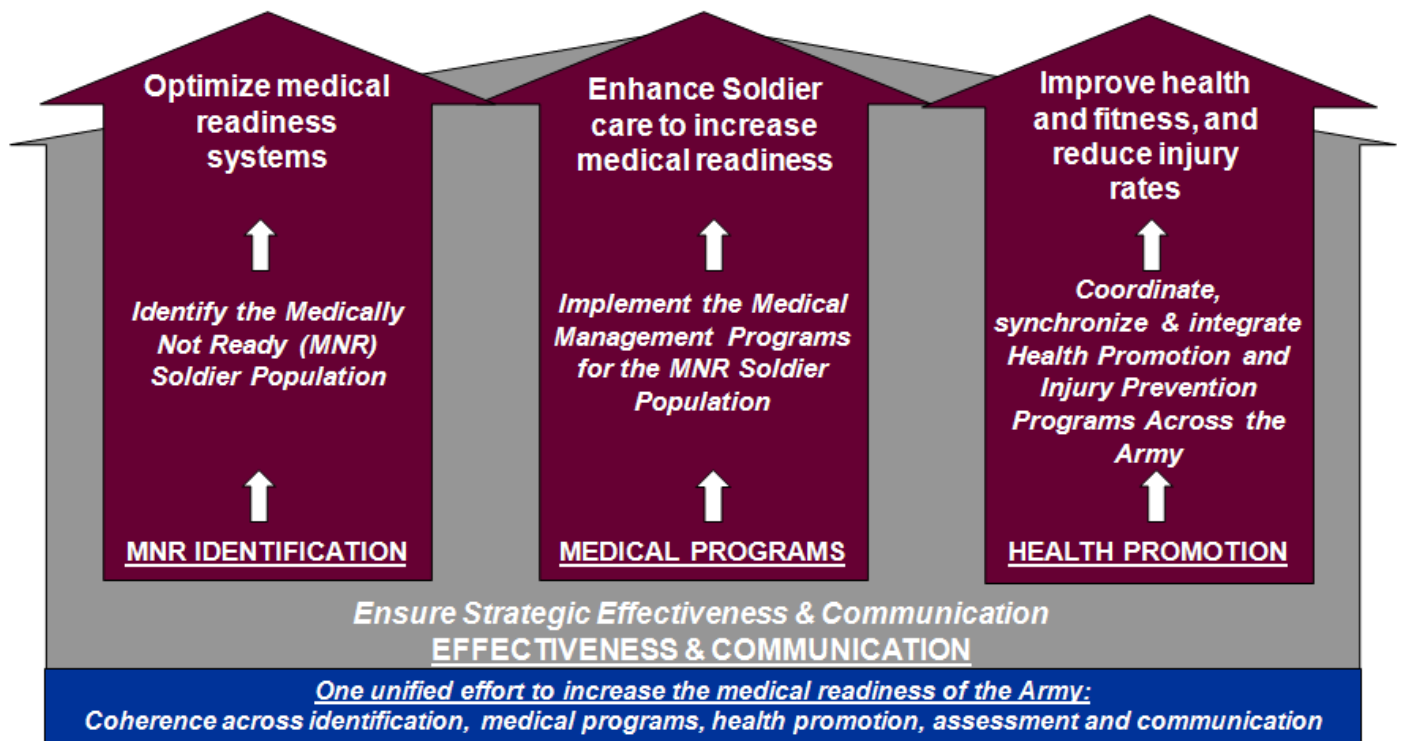 Optimize medical
readiness
systems
Identify the Medically
Not Ready (MNR)
Soldier Population
MNR IDENTIFICATION
Enhance Soldier
care to increase
medical readiness
Implement the Medical
Management Programs
for the MNR Soldier
Population
MEDICAL PROGRAMS
Improve health
and fitness, and
reduce injury
rates
Coordinate,
synchronize & integrate
Health Promotion and
Injury Prevention
Programs Across the
Army
HEALTH PROMOTION
Ensure Strategic Effectiveness & Communication
EFFECTIVENESS & COMMUNICATION
One unified effort to increase the medical readiness of the Army:
Coherence across identification, medical programs, health promotion, assessment and communication